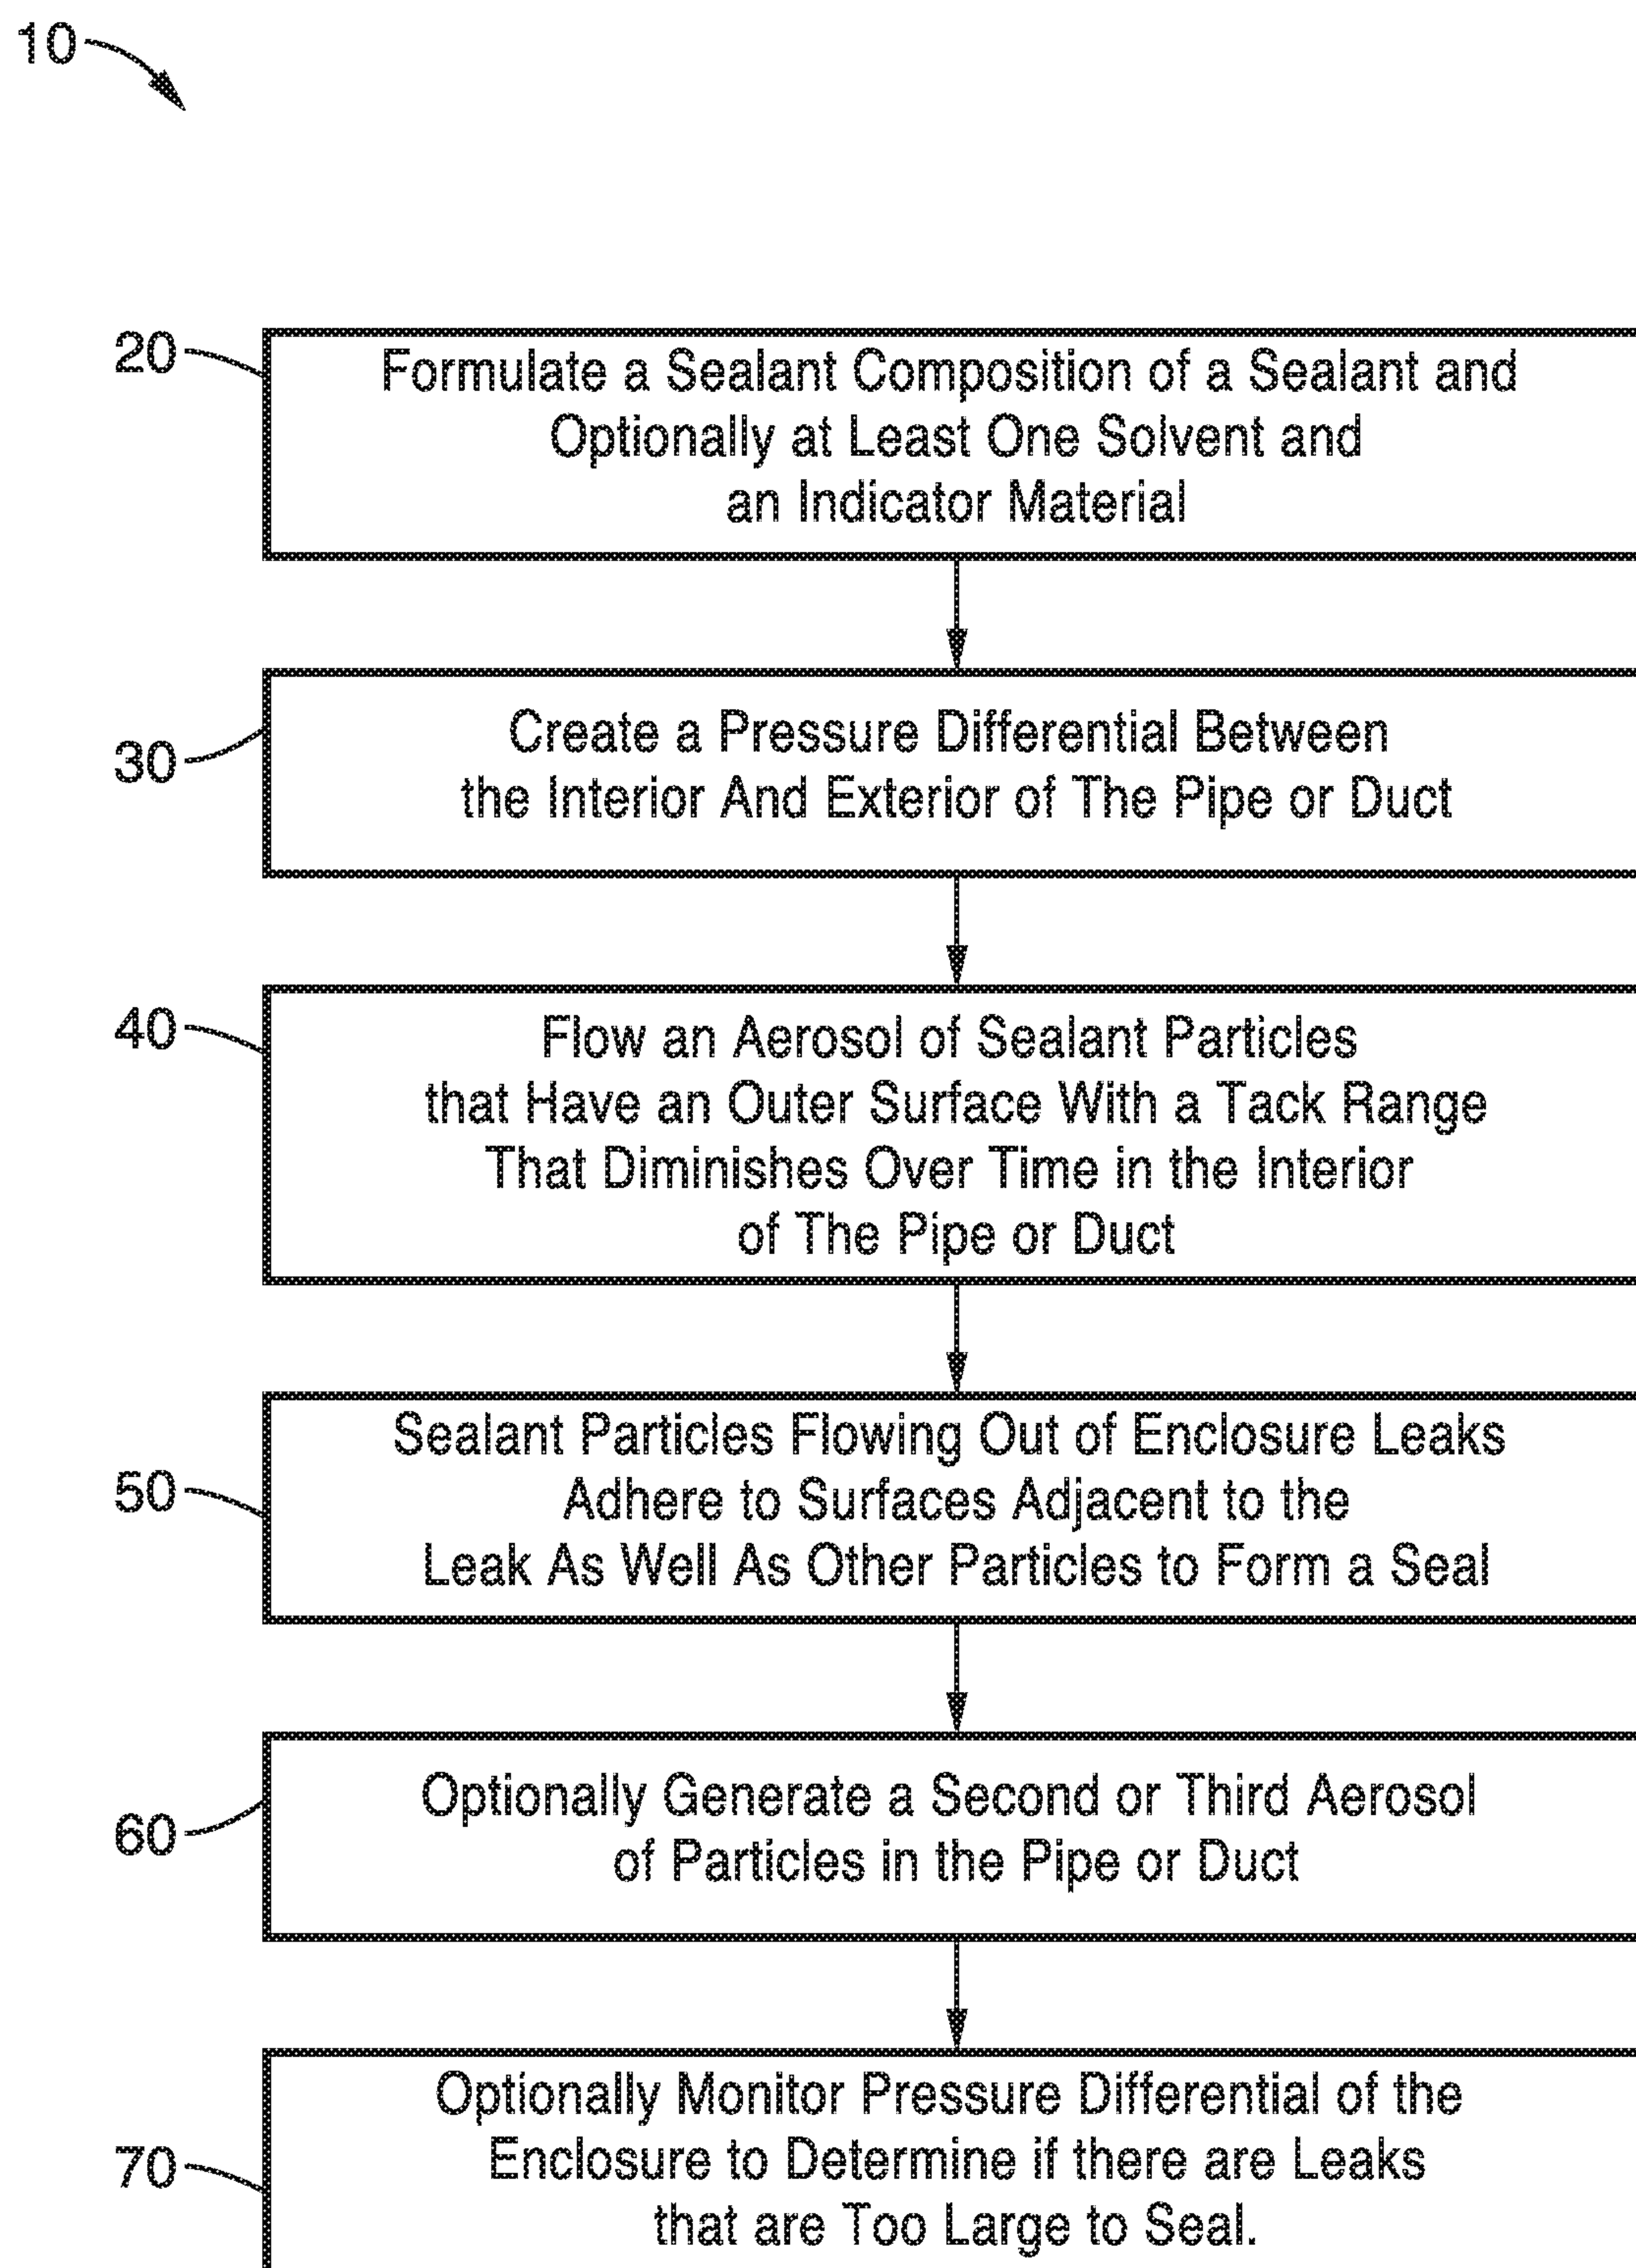 10
20
Formulate a Sealant Composition of a Sealant and
Optionally at Least One Solvent and
an Indicator Material
30
Create a Pressure Differential Between
the Interior And Exterior of The Pipe or Duct
40
Flow an Aerosol of Sealant Particles
that Have an Outer Surface With a Tack Range
That Diminishes Over Time in the Interior
of The Pipe or Duct
50
Sealant Particles Flowing Out of Enclosure Leaks
Adhere to Surfaces Adjacent to the
Leak As Well As Other Particles to Form a Seal
60
Optionally Generate a Second or Third Aerosol
of Particles in the Pipe or Duct
70
Optionally Monitor Pressure Differential of the
Enclosure to Determine if there are Leaks
that are Too Large to Seal.